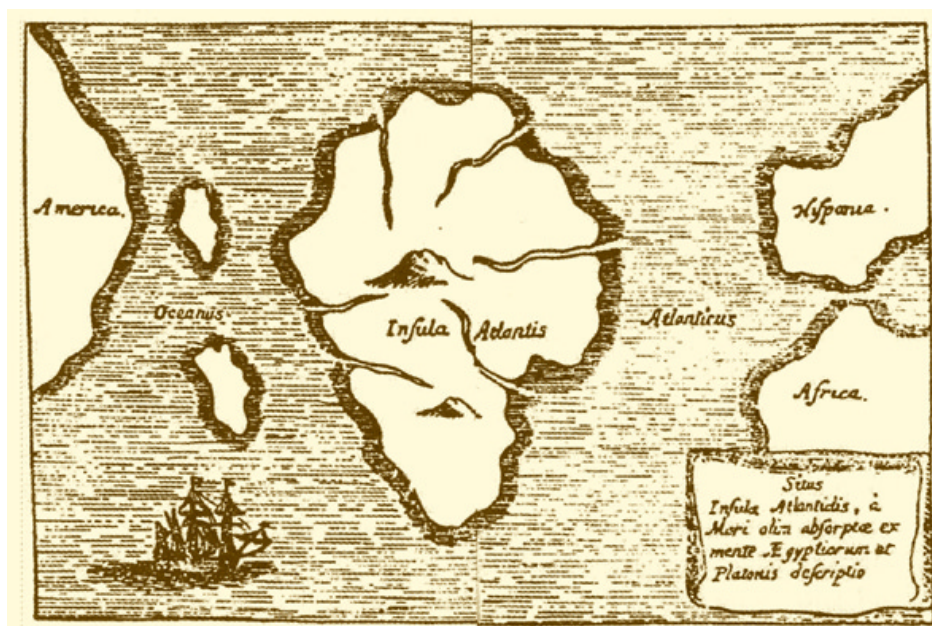 America.
Hyspania.
Oceanus.
Insula Atlantis
Atlanticus
Africa.
Situs
Insulæ Atlantidis, à
Mari olim absorptæ ex
mente Ægyptiorum et
Platonis descriptio